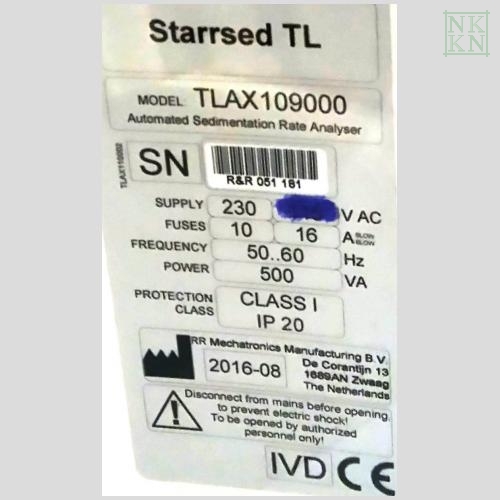 NK
KN
Starrsed TL
MODEL: TLAX109000
Automated Sedimentation Rate Analyser
TLAX110002
SN
R&R 051 181
SUPPLY 230 V AC
FUSES 10 16 A SLOW BLOW
FREQUENCY 50..60 Hz
POWER 500 VA
PROTECTION CLASS CLASS I
IP 20
RR Mechatronics Manufacturing B.V.
De Corantijn 13
1689AN Zwaag
The Netherlands
2016-08
Disconnect from mains before opening
to prevent electric shock!
To be opened by authorized
personnel only!
IVD CE